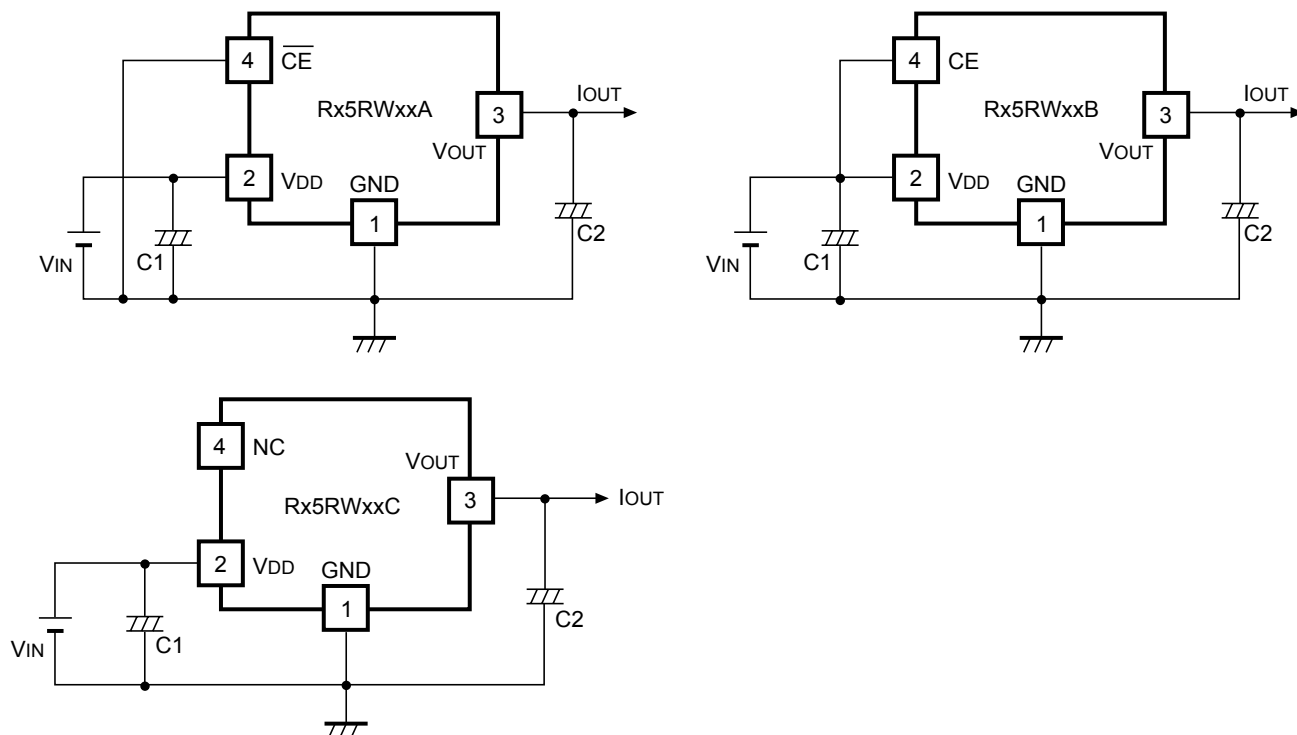 4 CE
Rx5RWxxA
3
IOUT
VOUT
2 VDD
GND
1
C1
C2
VIN
4 CE
Rx5RWxxB
3
IOUT
VOUT
2 VDD
GND
1
C1
C2
VIN
4 NC
VOUT
Rx5RWxxC
3
IOUT
2 VDD
GND
1
C1
C2
VIN